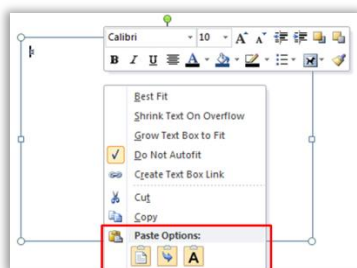 Calibri 10 A A
B I U A
Best Fit
Shrink Text On Overflow
Grow Text Box to Fit
Do Not Autofit
Create Text Box Link
Cut
Copy
Paste Options:
A